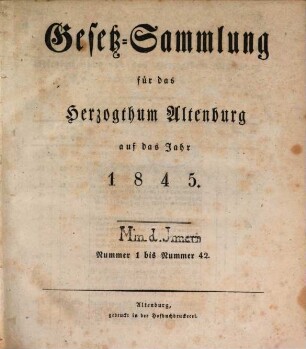 Gesetz-Sammlung
für das
Herzogthum Altenburg
auf das Jahr
1845.
Min. d. Innern
Nummer 1 bis Nummer 42.
Altenburg,
gedruckt in der Hofbuchdruckerei.